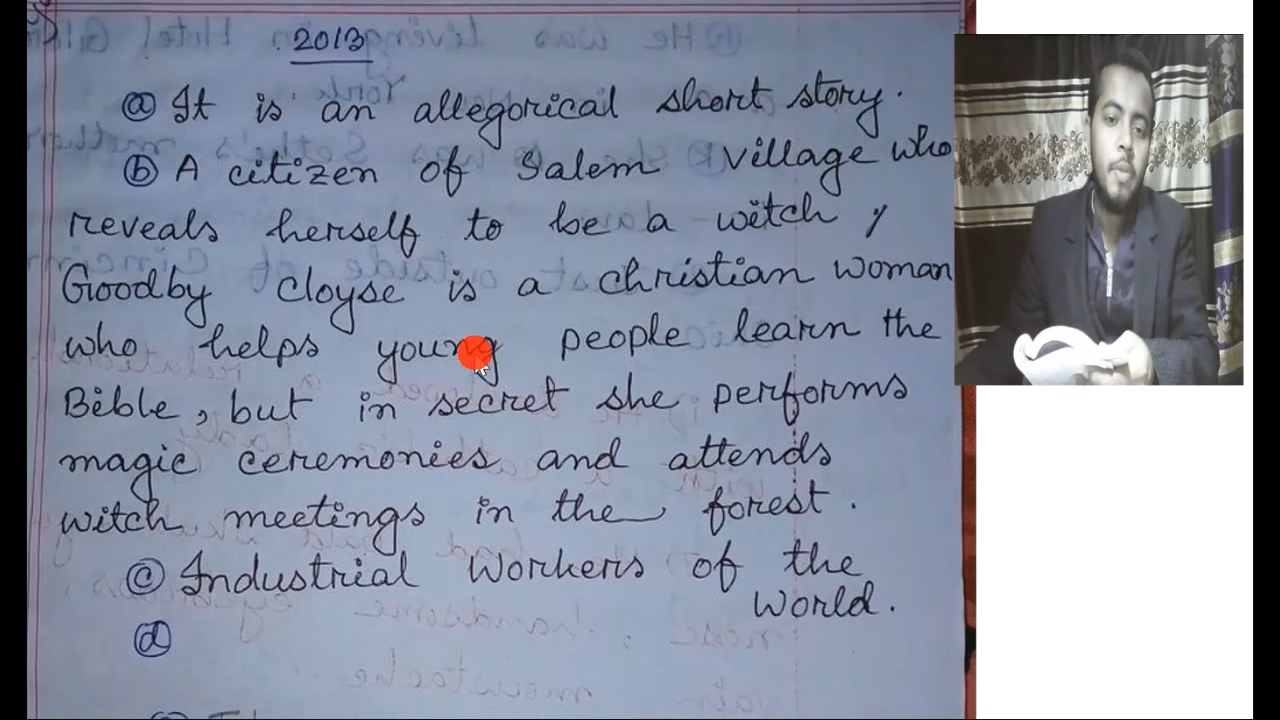 2013
ⓐ It is an allegorical short story.
ⓑ A citizen of Salem Village who
reveals herself to be a witch,
Goodby Cloyse is a christian woman
who helps young people learn the
Bible, but in secret she performs
magic ceremonies and attends
witch meetings in the forest.
ⓒ Industrial Workers of the
World.
ⓓ